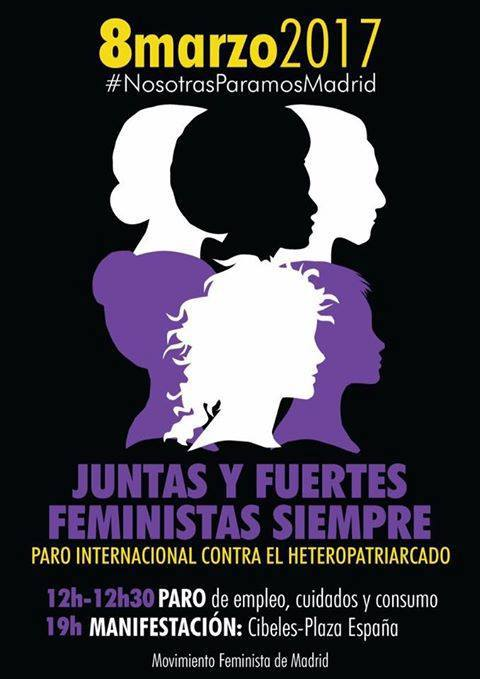 8marzo2017
#NosotrasParamosMadrid
JUNTAS Y FUERTES
FEMINISTAS SIEMPRE
PARO INTERNACIONAL CONTRA EL HETEROPATRIARCADO
12h-12h30 PARO de empleo, cuidados y consumo
19h MANIFESTACIÓN: Cibeles-Plaza España
Movimiento Feminista de Madrid